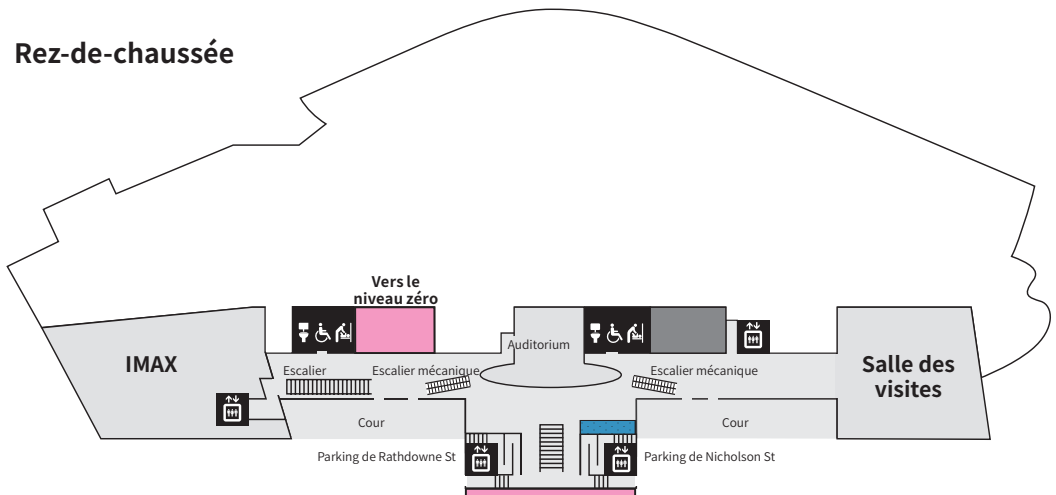 Rez-de-chaussée
Vers le
niveau zéro
IMAX
Escalier
Escalier mécanique
Auditorium
Escalier mécanique
Salle des
visites
Cour
Cour
Parking de Rathdowne St
Parking de Nicholson St